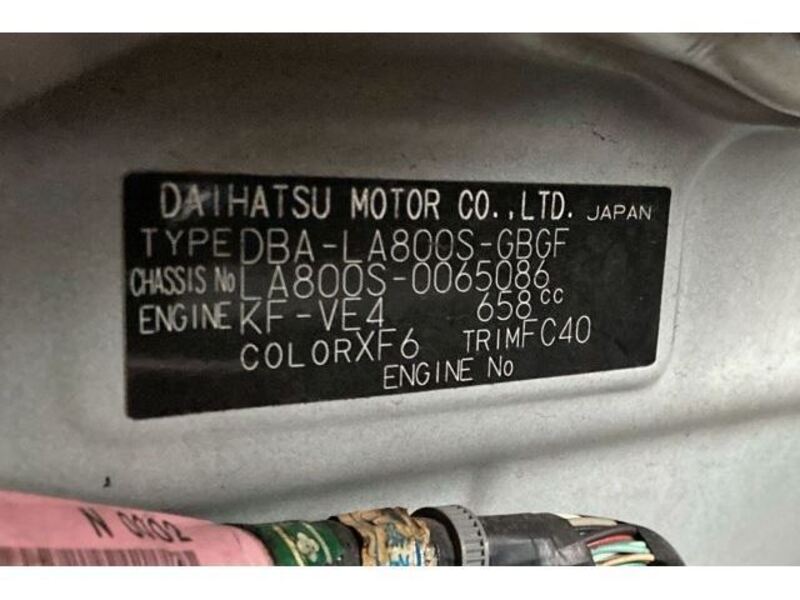 DAIHATSU MOTOR CO.,LTD. JAPAN
TYPE DBA-LA800S-GBGF
CHASSIS No LA800S-0065086
ENGINE KF-VE4 658cc
COLOR XF6 TRIM FC40
ENGINE No
N 0202